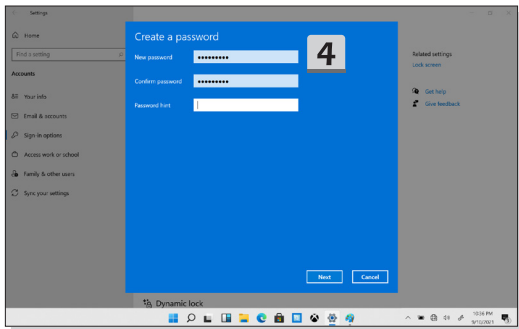 Settings
Home
Find a setting
Accounts
Your info
Email & accounts
Sign-in options
Access work or school
Family & other users
Sync your settings
Create a password
4
New password
Confirm password
Password hint
Next
Cancel
Related settings
Lock screen
Get help
Give feedback
Dynamic lock
10:36 PM
9/10/2021